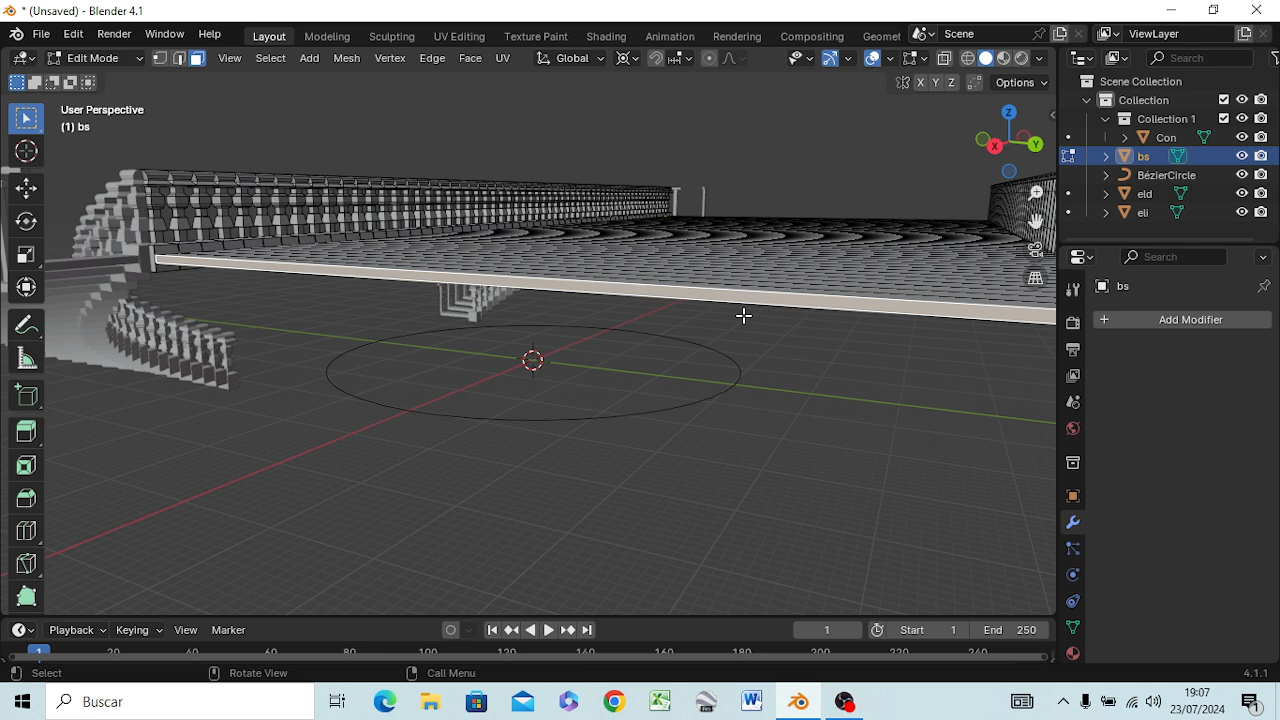 * (Unsaved) - Blender 4.1
File Edit Render Window Help Layout Modeling Sculpting UV Editing Texture Paint Shading Animation Rendering Compositing Geomet Scene ViewLayer
Edit Mode View Select Add Mesh Vertex Edge Face UV Global Search
X Y Z Options
User Perspective
(1) bs
Scene Collection
Collection
Collection 1
Con
bs
BézierCircle
eld
eli
Z
X
Y
Search
bs
+ Add Modifier
Playback Keying View Marker 1 Start 1 End 250
1 20 40 60 80 100 120 140 160 180 200 220 240
Select Rotate View Call Menu 4.1.1
Buscar
19:07
23/07/2024
1